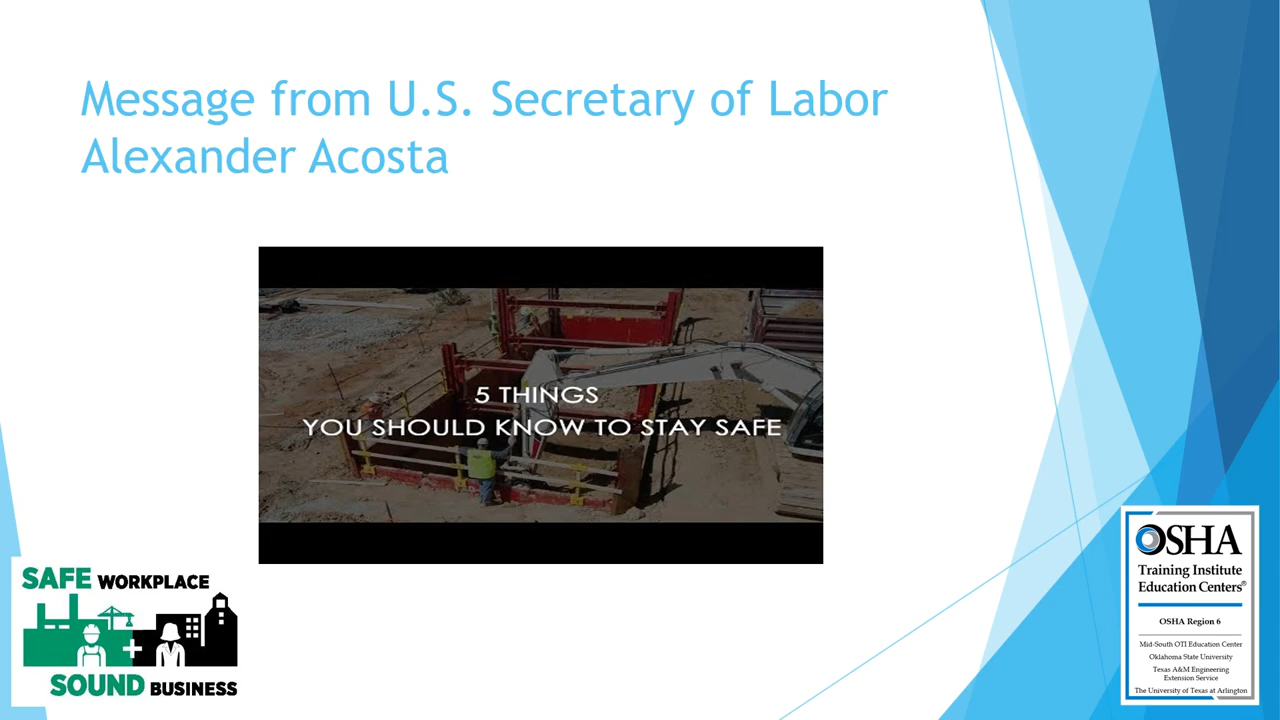 Message from U.S. Secretary of Labor
Alexander Acosta
5 THINGS
YOU SHOULD KNOW TO STAY SAFE
SAFE WORKPLACE
+
SOUND BUSINESS
OSHA
Training Institute
Education Centers®
OSHA Region 6
Mid-South OTI Education Center
Oklahoma State University
Texas A&M Engineering
Extension Service
The University of Texas at Arlington